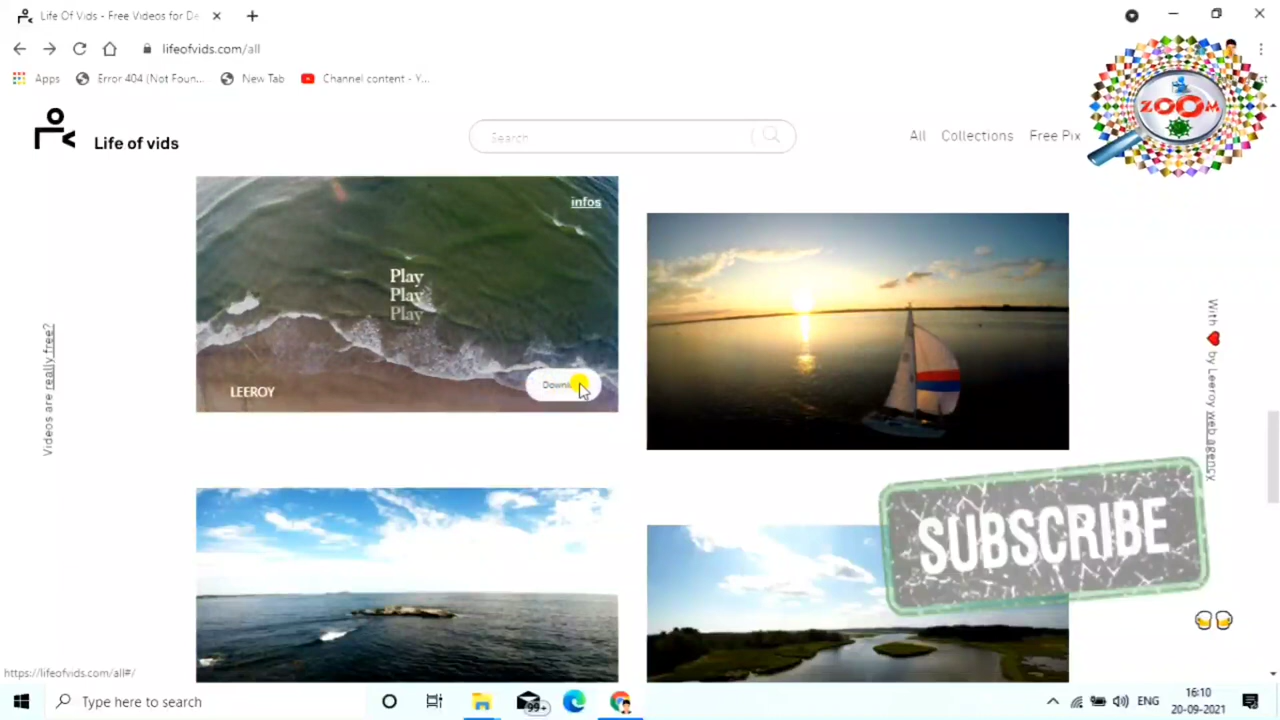 Life Of Vids - Free Videos for De
lifeofvids.com/all
Apps
Error 404 (Not Foun...
New Tab
Channel content - Y...
ZOOM
Life of vids
Search
All
Collections
Free Pix
infos
Play
Play
Play
LEEROY
Videos are really free?
With ❤ by Leeroy web agency
SUBSCRIBE
https://lifeofvids.com/all#/
Type here to search
99+
ENG
16:10
20-09-2021